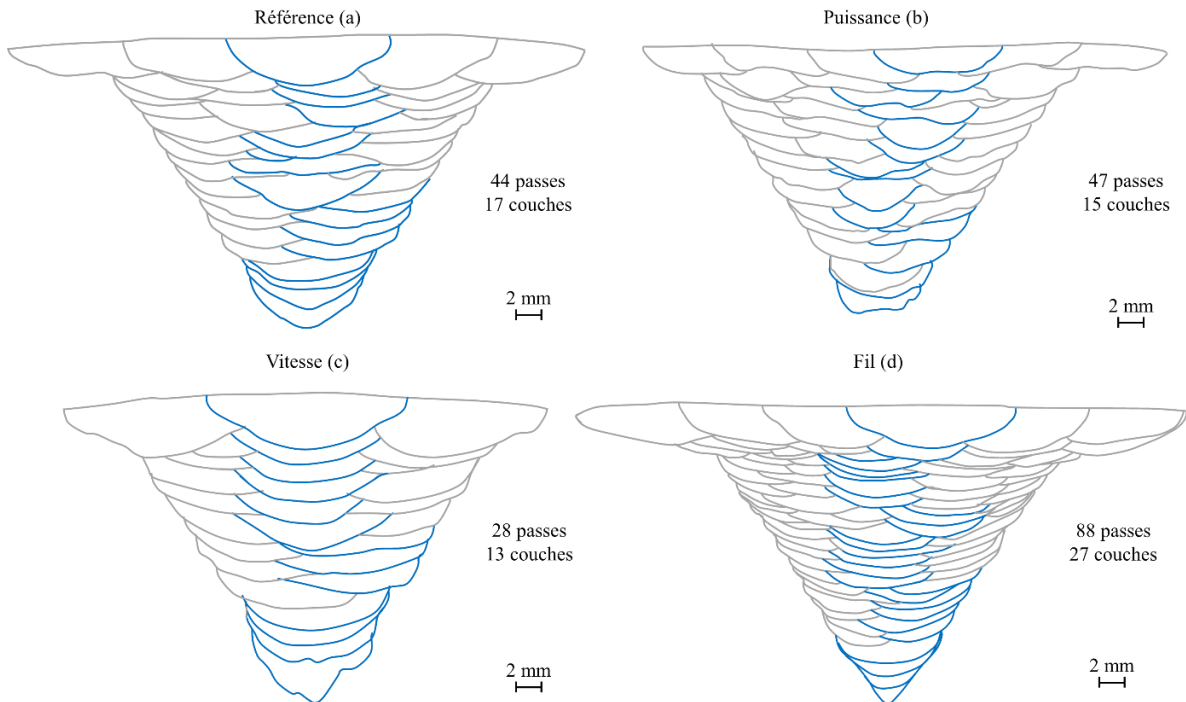 Référence (a)
44 passes
17 couches
2 mm
Puissance (b)
47 passes
15 couches
2 mm
Vitesse (c)
28 passes
13 couches
2 mm
Fil (d)
88 passes
27 couches
2 mm